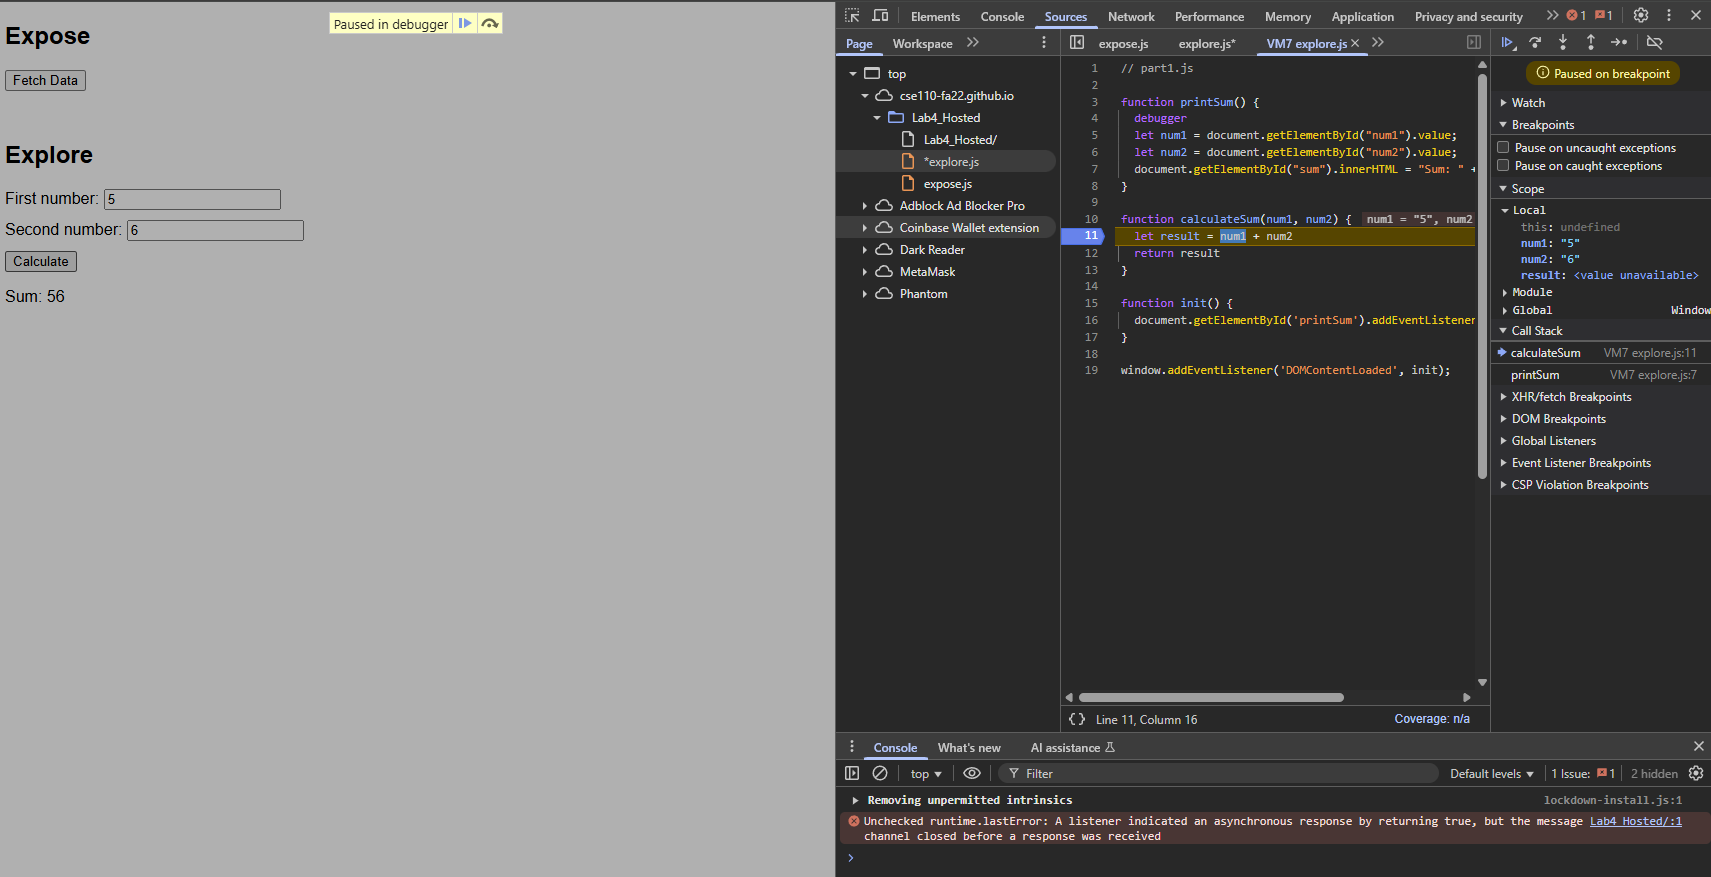 Paused in debugger
Expose
Fetch Data
Explore
First number: 5
Second number: 6
Calculate
Sum: 56
Elements Console Sources Network Performance Memory Application Privacy and security 1 1
Page Workspace
expose.js explore.js* VM7 explore.js
top
cse110-fa22.github.io
Lab4_Hosted
Lab4_Hosted/
*explore.js
expose.js
Adblock Ad Blocker Pro
Coinbase Wallet extension
Dark Reader
MetaMask
Phantom
1 // part1.js
2
3 function printSum() {
4 debugger
5 let num1 = document.getElementById("num1").value;
6 let num2 = document.getElementById("num2").value;
7 document.getElementById("sum").innerHTML = "Sum: " +
8 }
9
10 function calculateSum(num1, num2) { num1 = "5", num2
11 let result = num1 + num2
12 return result
13 }
14
15 function init() {
16 document.getElementById('printSum').addEventListener
17 }
18
19 window.addEventListener('DOMContentLoaded', init);
{} Line 11, Column 16 Coverage: n/a
Paused on breakpoint
Watch
Breakpoints
Pause on uncaught exceptions
Pause on caught exceptions
Scope
Local
this: undefined
num1: "5"
num2: "6"
result: <value unavailable>
Module
Global Window
Call Stack
calculateSum VM7 explore.js:11
printSum VM7 explore.js:7
XHR/fetch Breakpoints
DOM Breakpoints
Global Listeners
Event Listener Breakpoints
CSP Violation Breakpoints
Console What's new AI assistance
top Filter Default levels 1 Issue: 1 2 hidden
Removing unpermitted intrinsics lockdown-install.js:1
Unchecked runtime.lastError: A listener indicated an asynchronous response by returning true, but the message Lab4_Hosted/:1
channel closed before a response was received